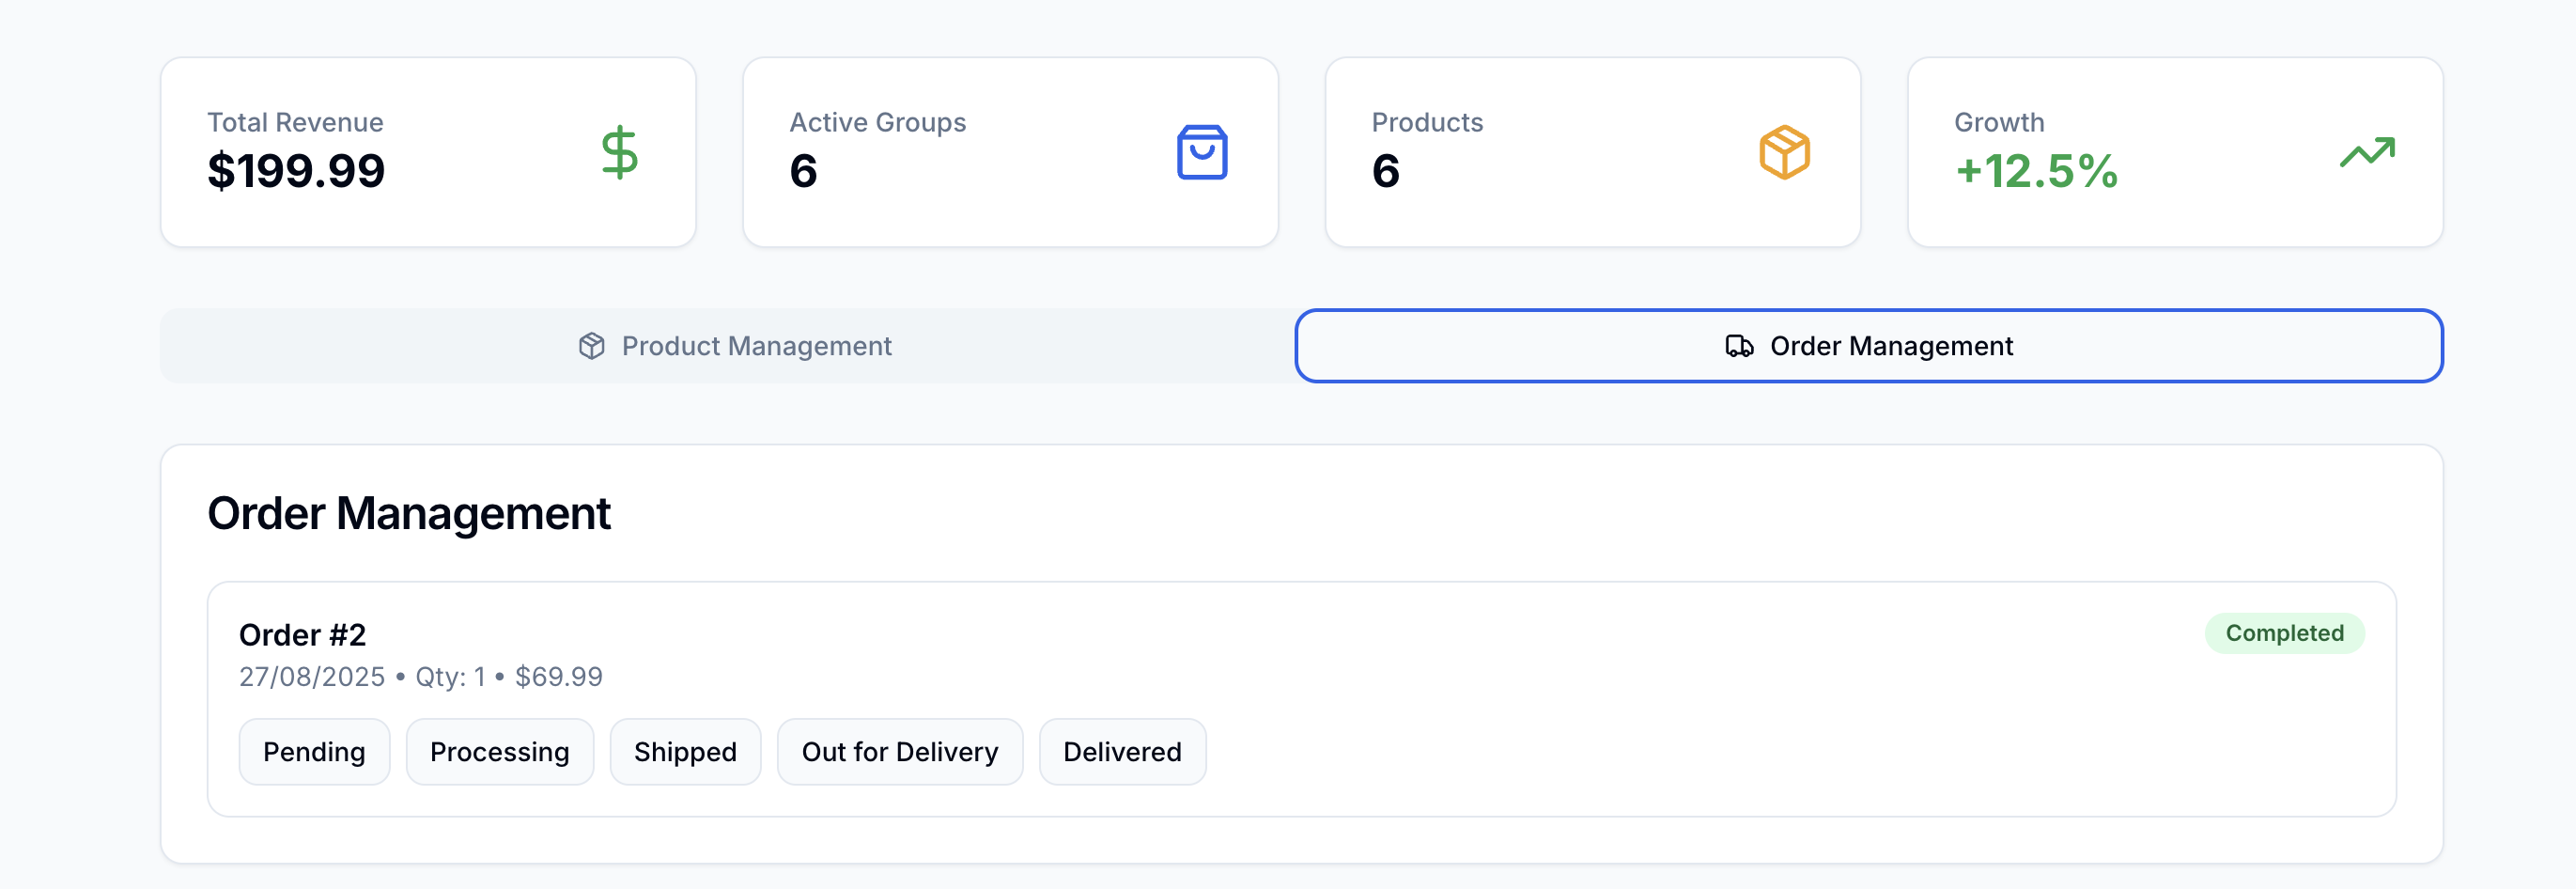 Total Revenue
$199.99
Active Groups
6
Products
6
Growth
+12.5%
Product Management
Order Management
Order Management
Order #2
Completed
27/08/2025 • Qty: 1 • $69.99
Pending
Processing
Shipped
Out for Delivery
Delivered